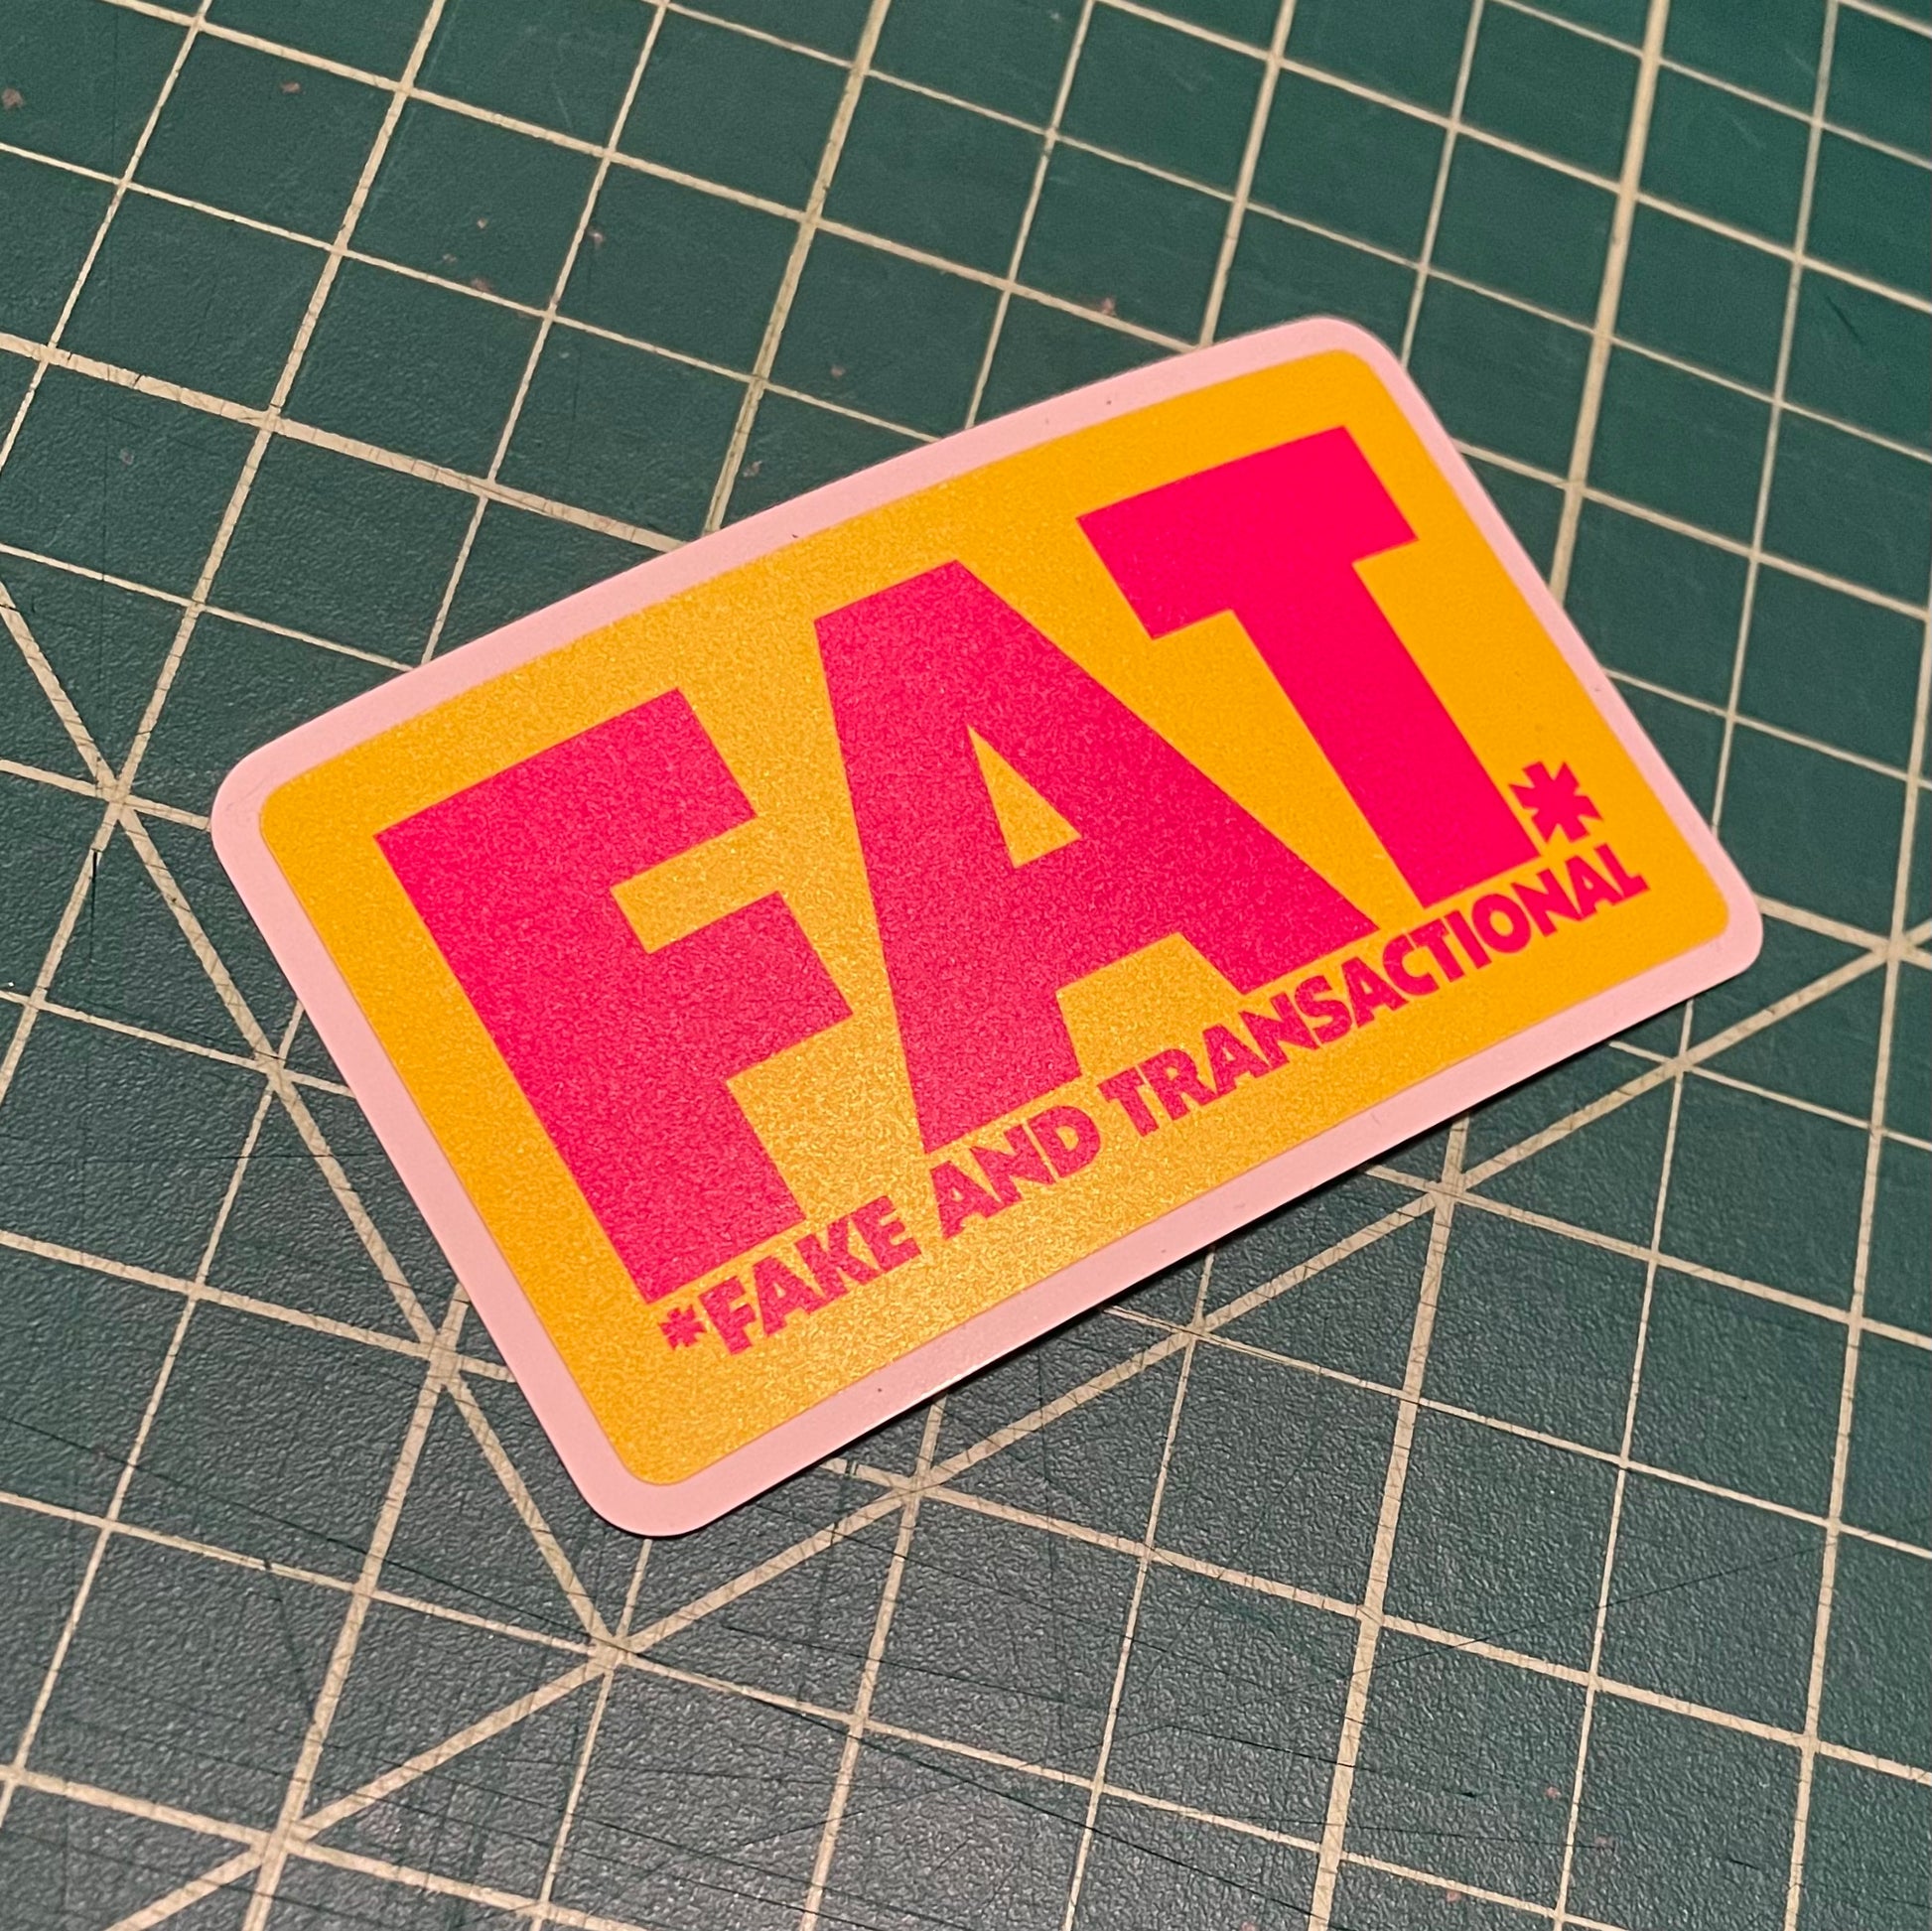 FAT*
*FAKE AND TRANSACTIONAL